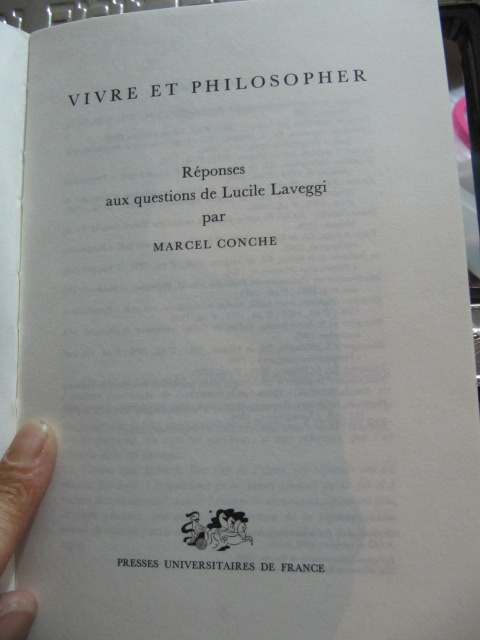 VIVRE ET PHILOSOPHER
Réponses
aux questions de Lucile Laveggi
par
MARCEL CONCHE
PRESSES UNIVERSITAIRES DE FRANCE